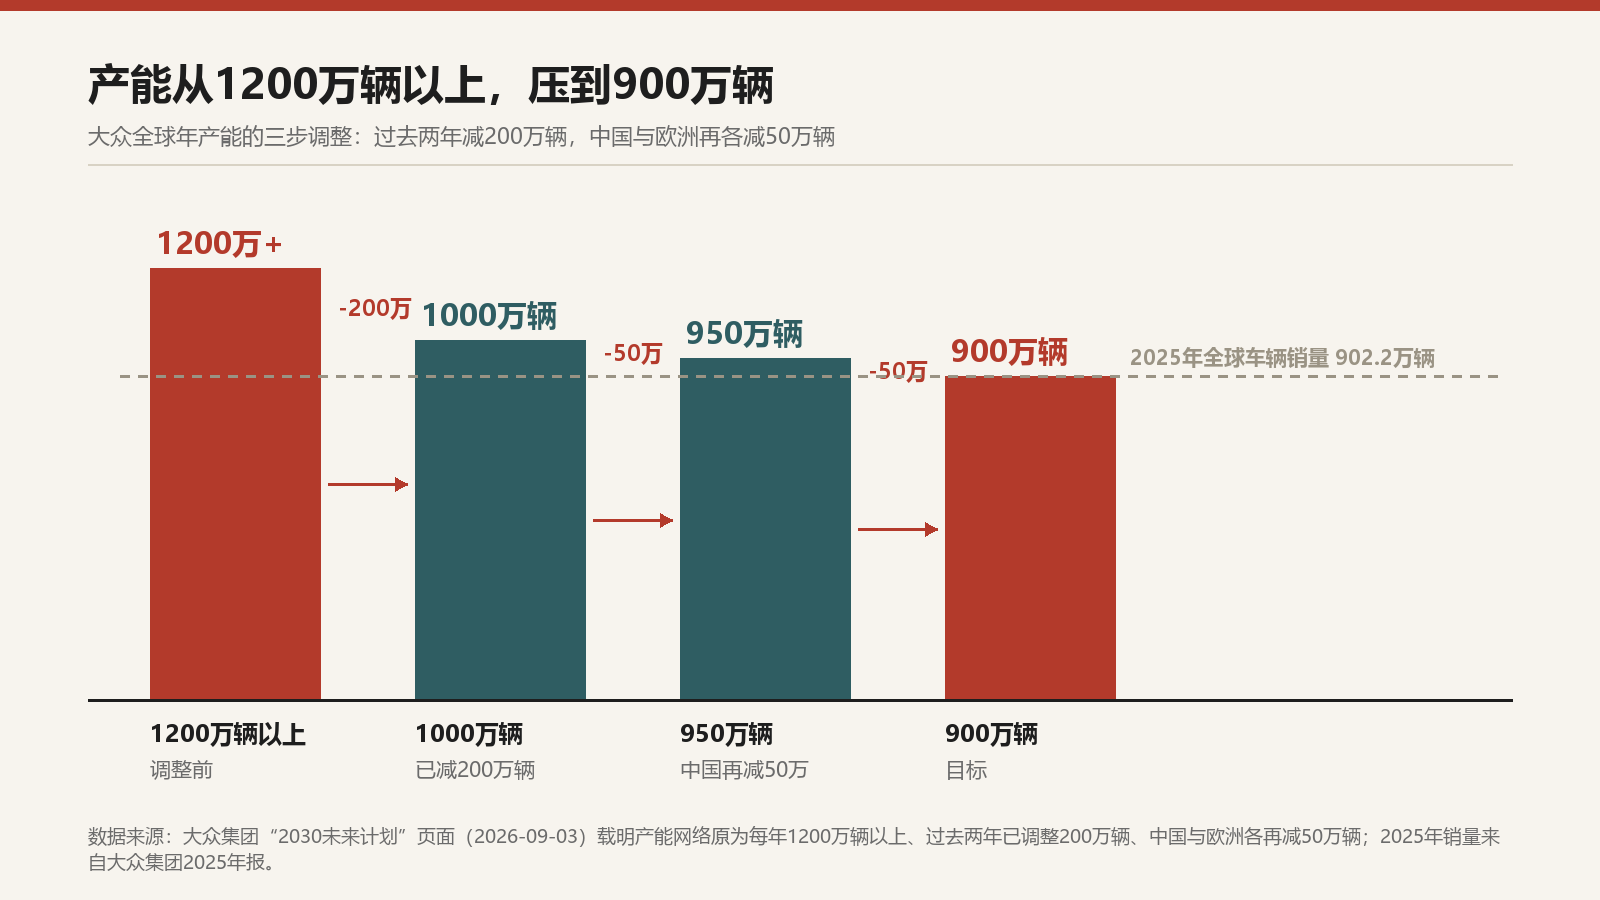 产能从1200万辆以上，压到900万辆
大众全球年产能的三步调整：过去两年减200万辆，中国与欧洲再各减50万辆
1200万+
-200万
1000万辆
-50万
950万辆
-50万
900万辆
2025年全球车辆销量 902.2万辆
1200万辆以上
调整前
1000万辆
已减200万辆
950万辆
中国再减50万
900万辆
目标
数据来源：大众集团“2030未来计划”页面（2026-09-03）载明产能网络原为每年1200万辆以上、过去两年已调整200万辆、中国与欧洲各再减50万辆；2025年销量来
自大众集团2025年报。